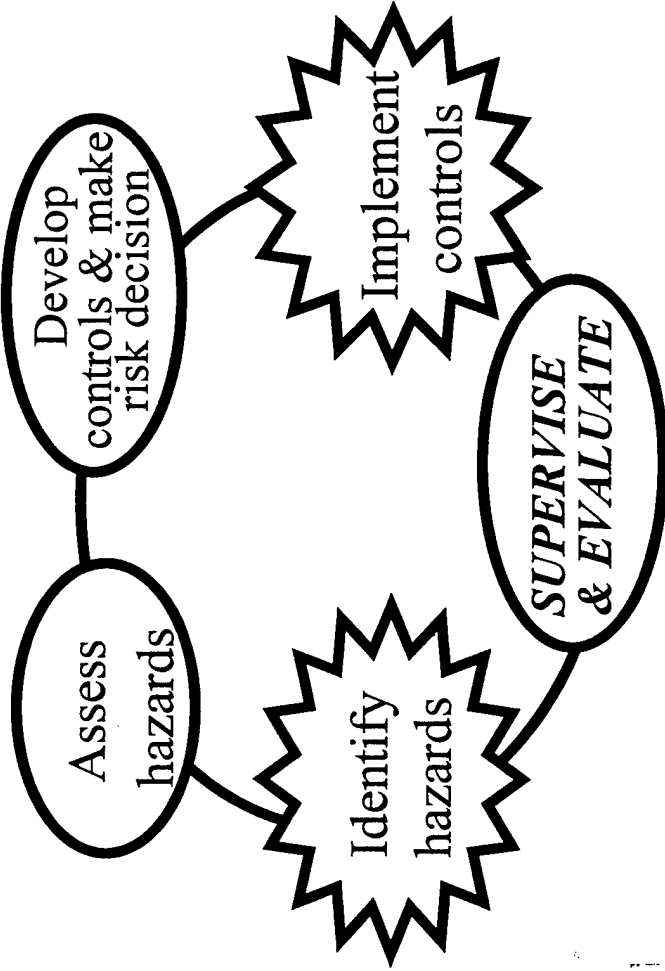 Assess
hazards
Develop
controls & make
risk decision
Identify
hazards
Implement
controls
SUPERVISE
& EVALUATE